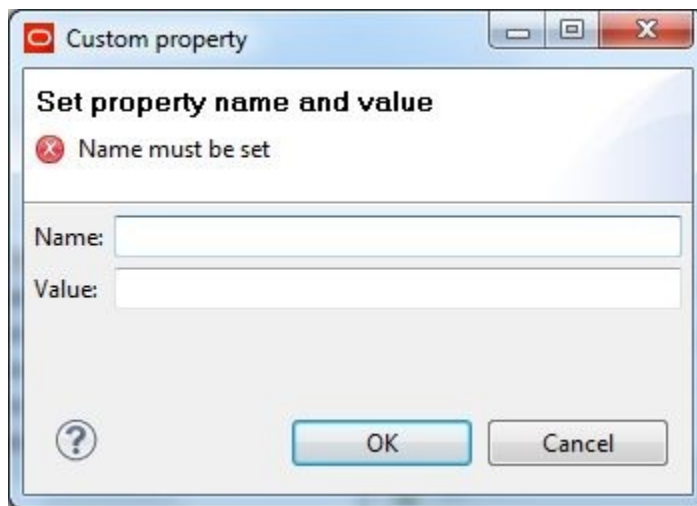 Custom property
Set property name and value
Name must be set
Name:
Value:
?
OK
Cancel